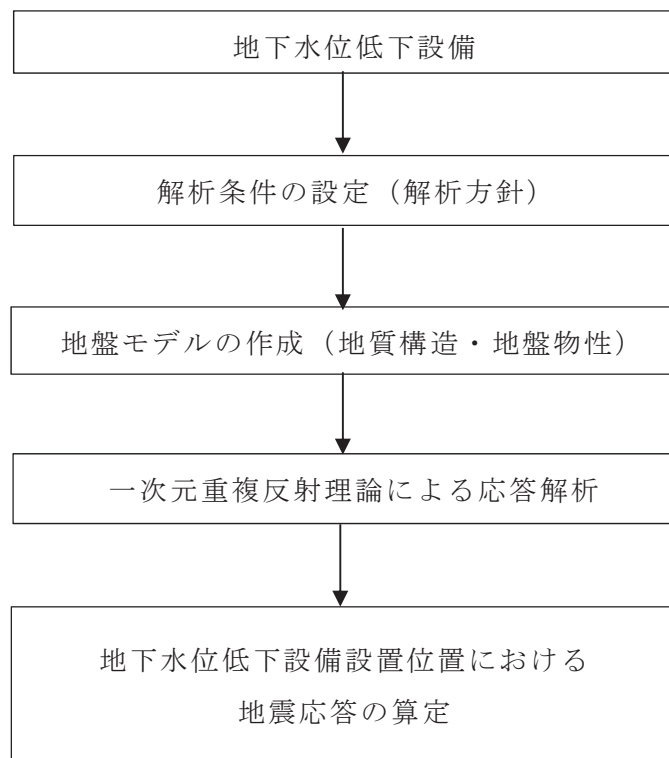 地下水位低下設備
解析条件の設定（解析方針）
地盤モデルの作成（地質構造・地盤物性）
一次元重複反射理論による応答解析
地下水位低下設備設置位置における
地震応答の算定